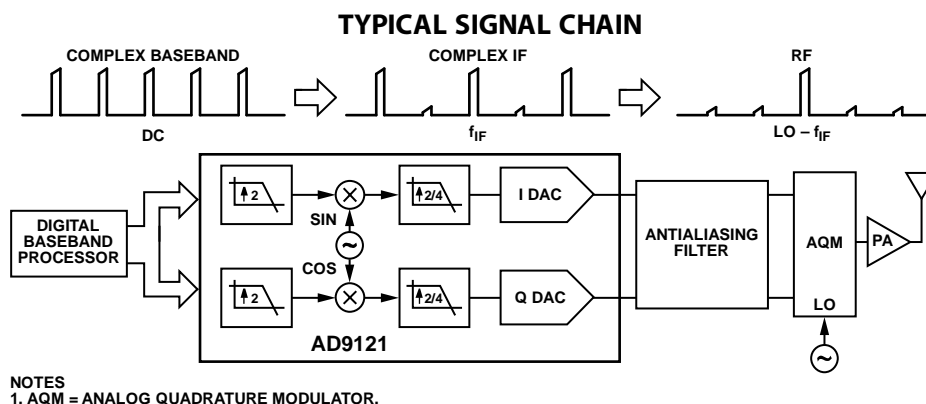 TYPICAL SIGNAL CHAIN
COMPLEX BASEBAND
COMPLEX IF
RF
DC
fIF
LO – fIF
DIGITAL
BASEBAND
PROCESSOR
2
SIN
2/4
I DAC
COS
2
2/4
Q DAC
AD9121
ANTIALIASING
FILTER
AQM
LO
PA
NOTES
1. AQM = ANALOG QUADRATURE MODULATOR.